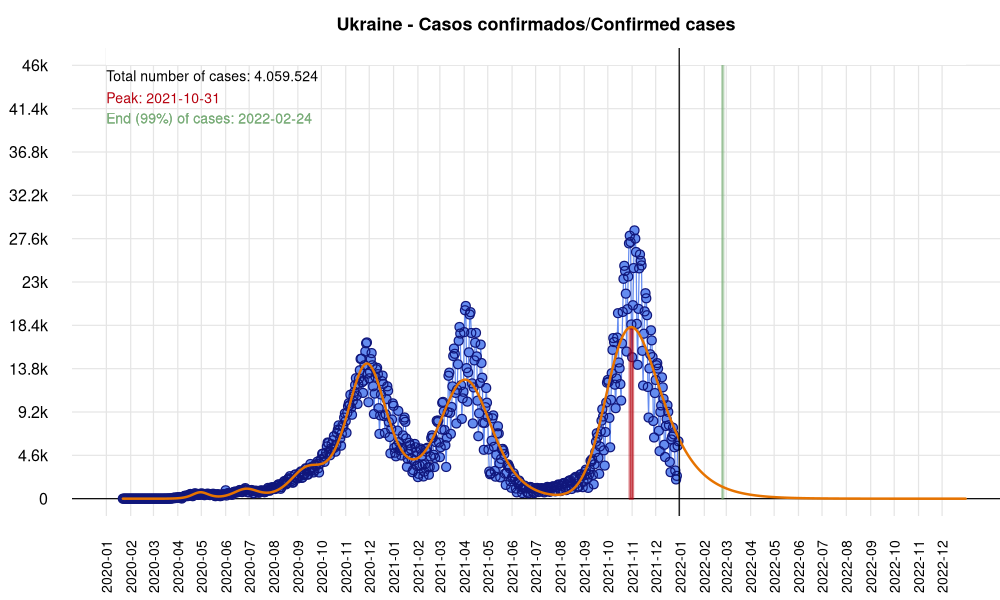 Ukraine - Casos confirmados/Confirmed cases
Total number of cases: 4.059.524
Peak: 2021-10-31
End (99%) of cases: 2022-02-24
46k
41.4k
36.8k
32.2k
27.6k
23k
18.4k
13.8k
9.2k
4.6k
0
2020-01
2020-02
2020-03
2020-04
2020-05
2020-06
2020-07
2020-08
2020-09
2020-10
2020-11
2020-12
2021-01
2021-02
2021-03
2021-04
2021-05
2021-06
2021-07
2021-08
2021-09
2021-10
2021-11
2021-12
2022-01
2022-02
2022-03
2022-04
2022-05
2022-06
2022-07
2022-08
2022-09
2022-10
2022-11
2022-12